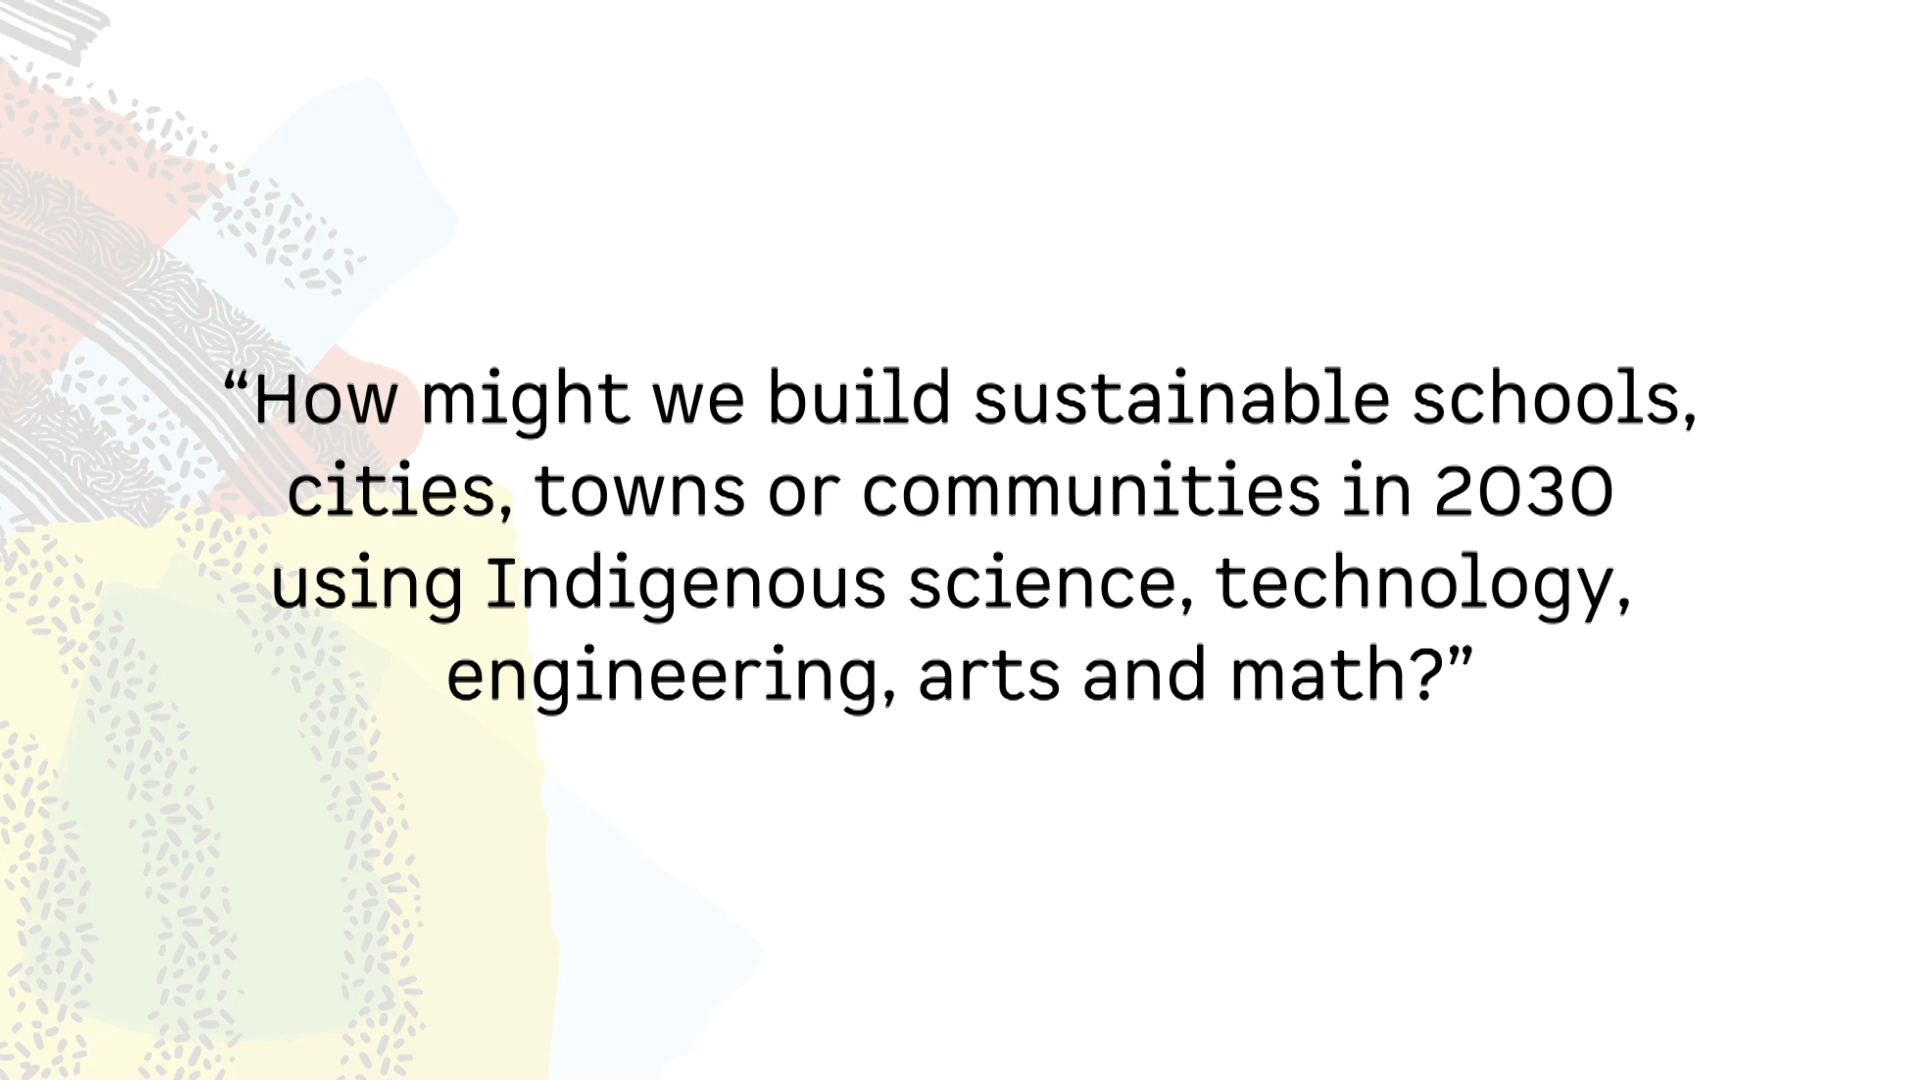 “How might we build sustainable schools,
cities, towns or communities in 2030
using Indigenous science, technology,
engineering, arts and math?”